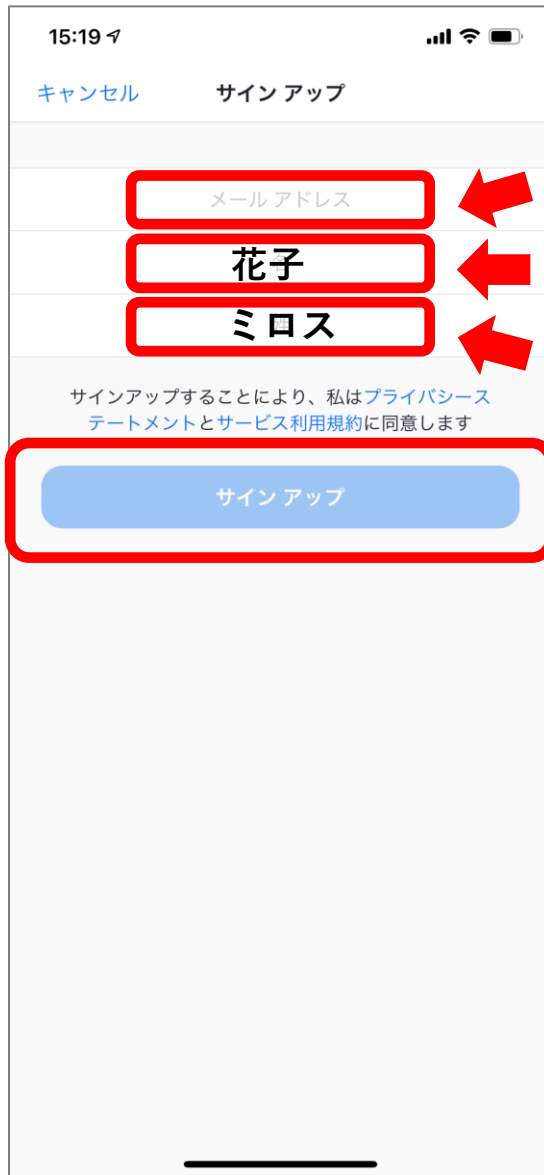 15:19
キャンセル サイン アップ
メール アドレス
花子
ミロス
サインアップすることにより、私はプライバシース
テートメントとサービス利用規約に同意します
サイン アップ